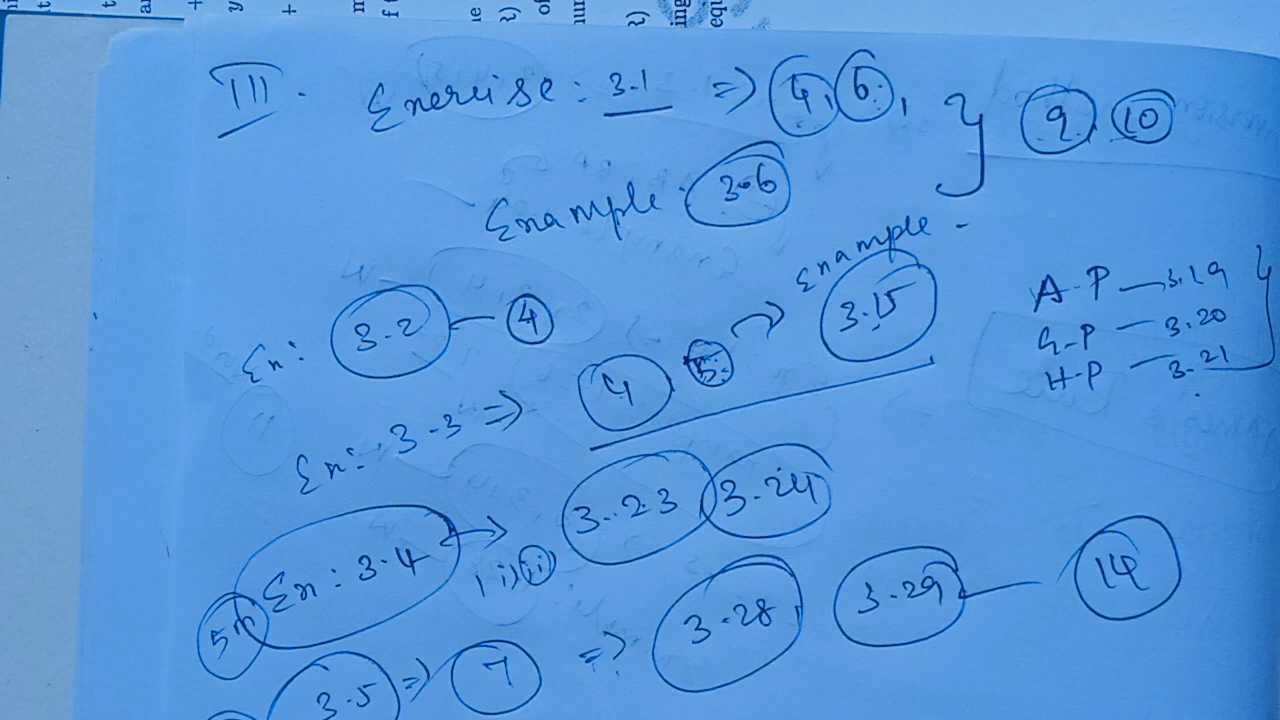 III. Exercise: 3.1 => 4, 6, } 9 10
Example: 3.6
Ex: 3.2 - 4
Ex: 3.3 => 4 5. → Example - 3.15
A.P - 3.19
G.P - 3.20
H.P - 3.21
Ex: 3.4 → 3.23 3.24
5 i) ii)
3.5 => 7 => 3.28 3.29 - 14